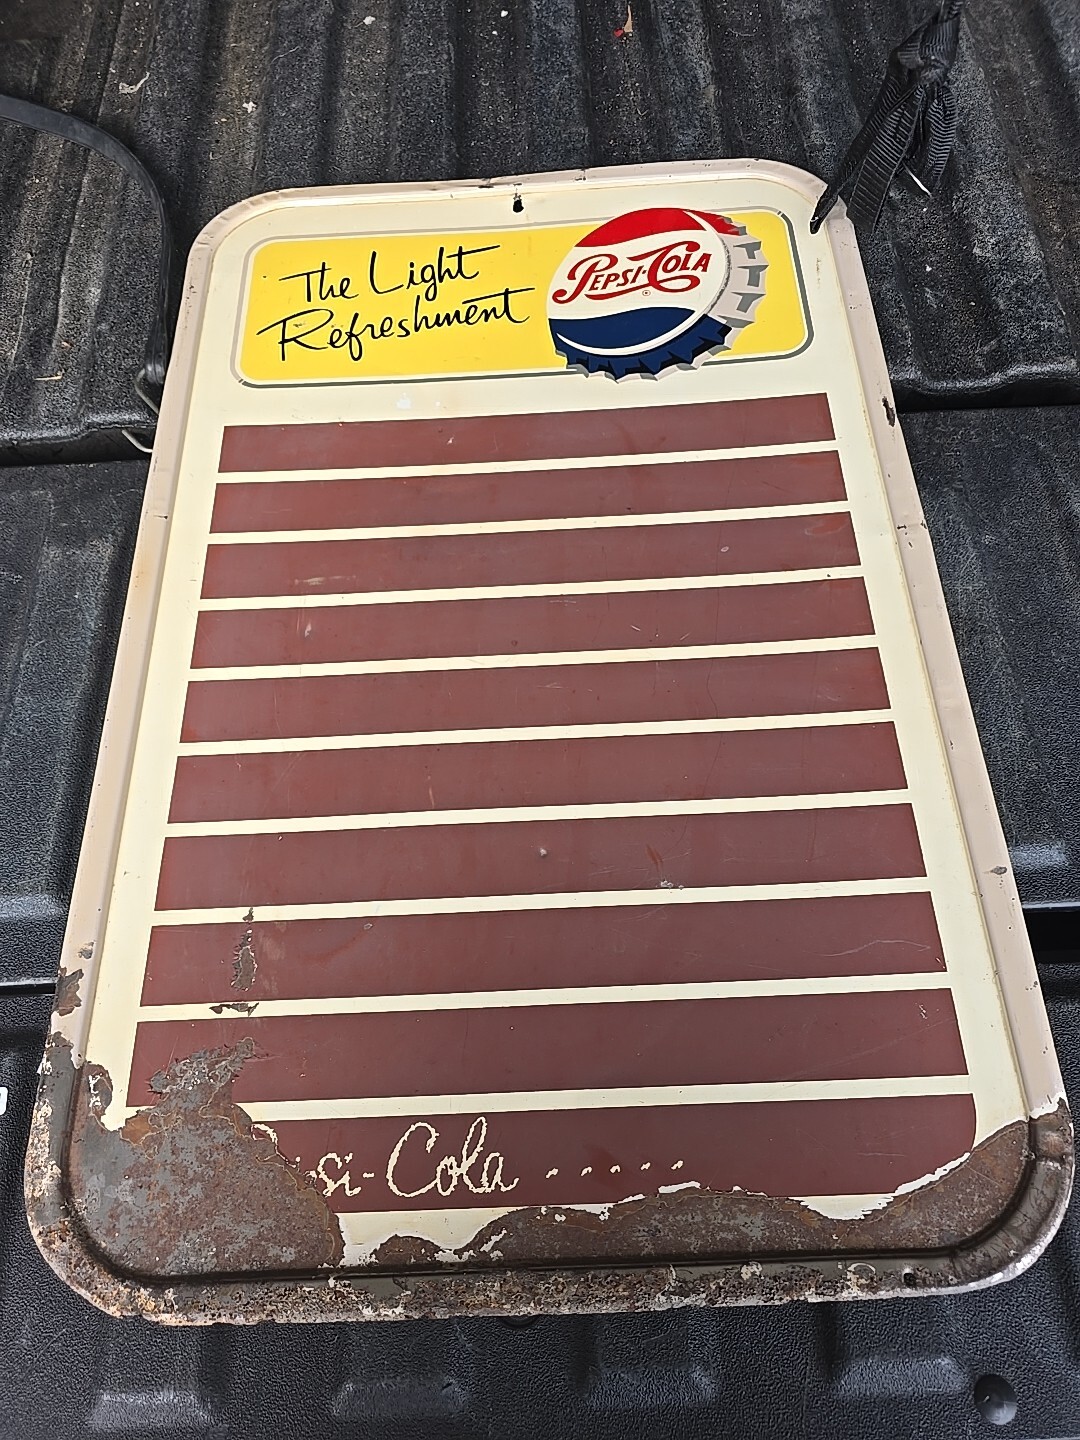 The Light
Refreshment
PEPSI-COLA
si-Cola .....